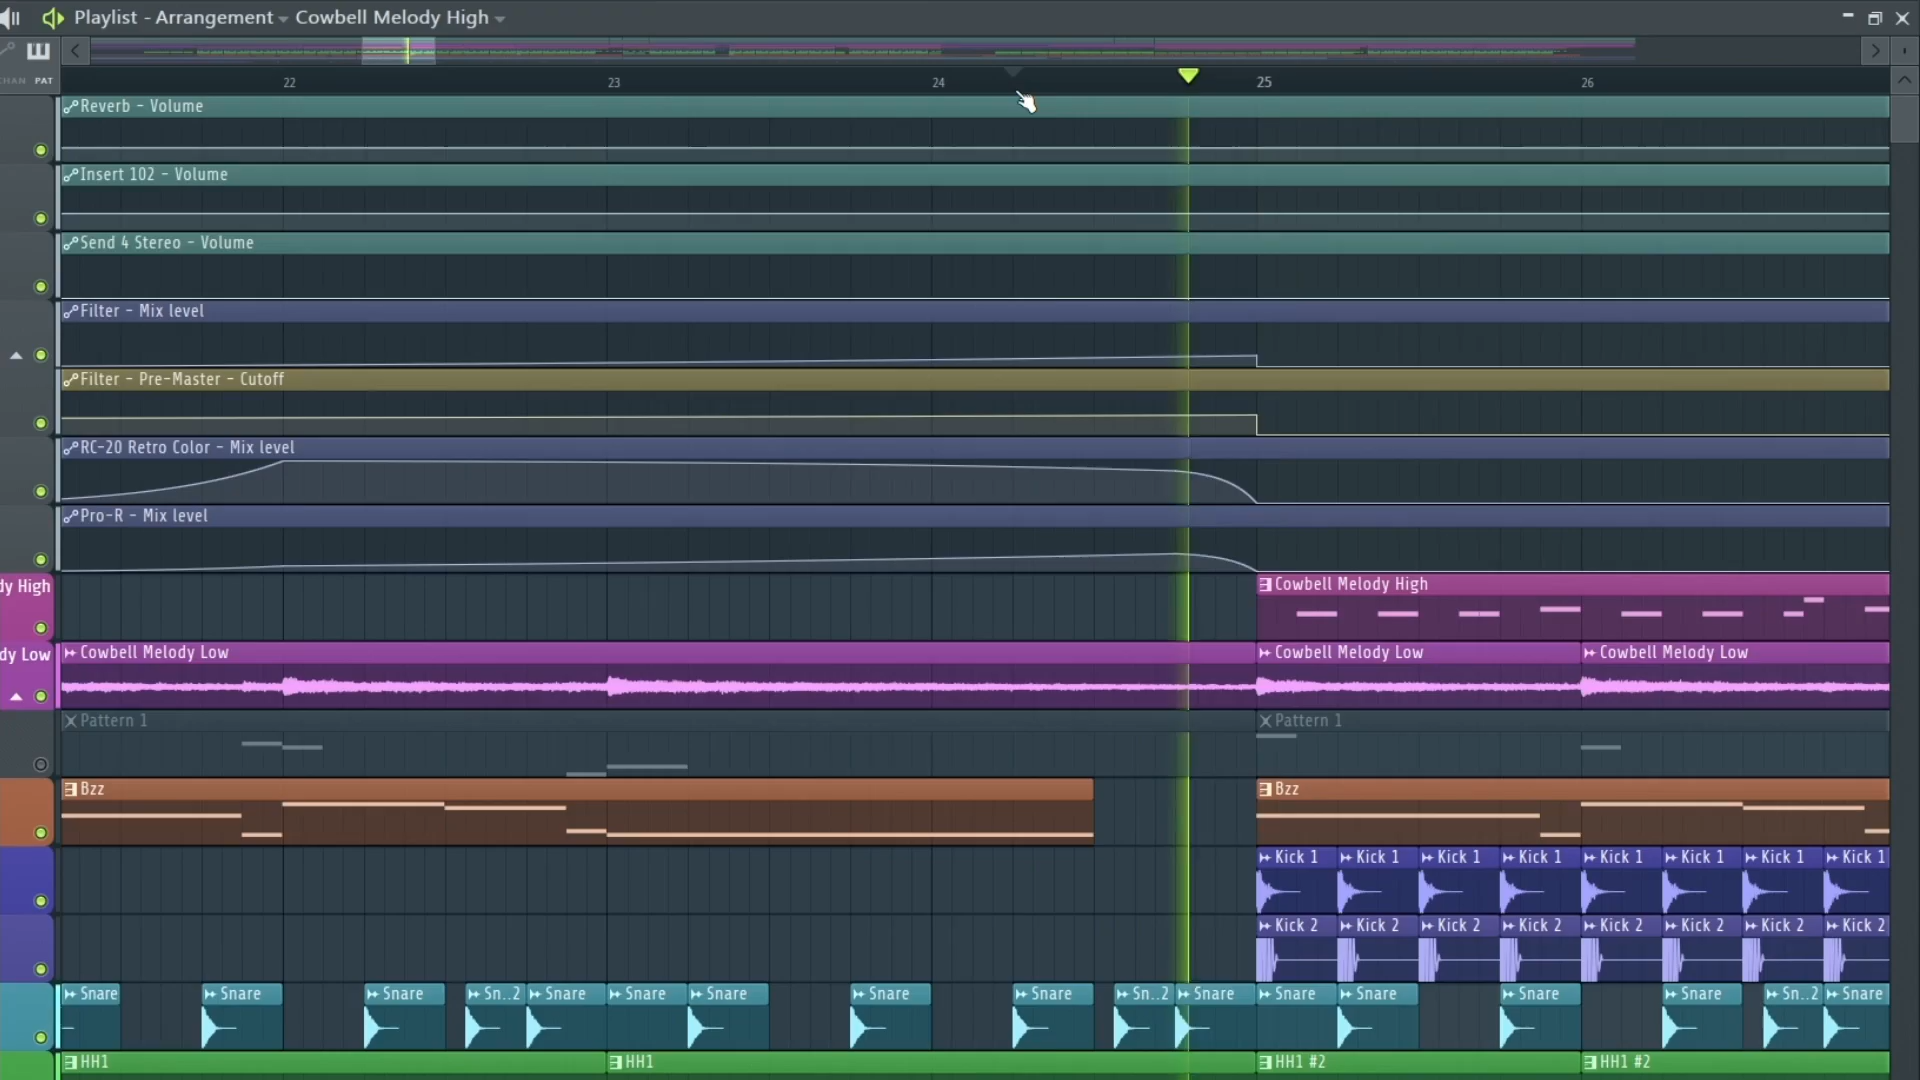 Playlist - Arrangement Cowbell Melody High
CHAN PAT
22 23 24 25 26
Reverb - Volume
Insert 102 - Volume
Send 4 Stereo - Volume
Filter - Mix level
Filter - Pre-Master - Cutoff
RC-20 Retro Color - Mix level
Pro-R - Mix level
dy High Cowbell Melody High
dy Low Cowbell Melody Low Cowbell Melody Low Cowbell Melody Low
Pattern 1 Pattern 1
Bzz Bzz
Kick 1 Kick 1 Kick 1 Kick 1 Kick 1 Kick 1 Kick 1 Kick 1
Kick 2 Kick 2 Kick 2 Kick 2 Kick 2 Kick 2 Kick 2 Kick 2
Snare Snare Snare Sn..2 Snare Snare Snare Snare Snare Sn..2 Snare Snare Snare Snare Snare Sn..2 Snare
HH1 HH1 HH1 #2 HH1 #2